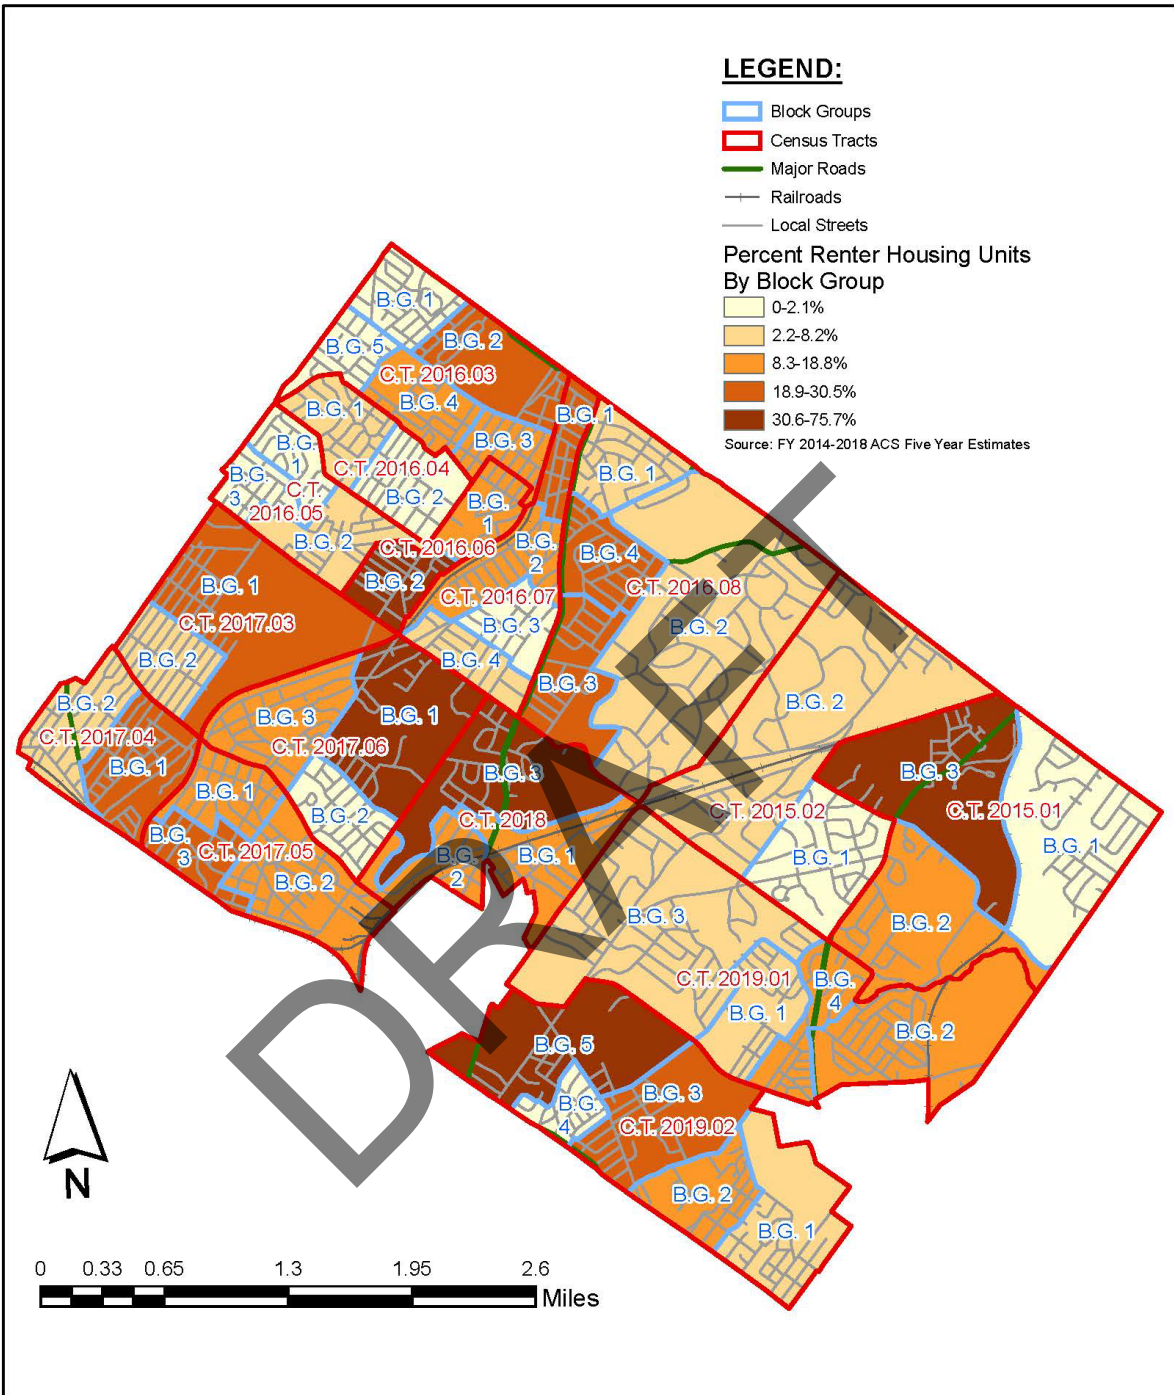 LEGEND:
Block Groups
Census Tracts
Major Roads
Railroads
Local Streets
Percent Renter Housing Units
By Block Group
0-2.1%
2.2-8.2%
8.3-18.8%
18.9-30.5%
30.6-75.7%
Source: FY 2014-2018 ACS Five Year Estimates
B.G. 1
B.G. 2
B.G. 5
C.T. 2016.03
B.G. 4
B.G. 1
B.G. 1
B.G. 3
B.G. 1
B.G.
1
C.T. 2016.04
B.G.
3
C.T.
2016.05
B.G. 2
B.G.
1
B.G. 2
C.T. 2016.06
B.G.
2
B.G. 4
B.G. 2
B.G. 1
C.T. 2016.07
C.T. 2016.08
C.T. 2017.03
B.G. 3
B.G. 2
B.G. 2
B.G. 4
B.G. 3
B.G. 2
B.G. 2
B.G. 3
B.G. 1
C.T. 2017.04
C.T. 2017.06
B.G. 1
B.G. 3
B.G. 3
B.G. 1
B.G. 2
C.T. 2018
C.T. 2015.02
C.T. 2015.01
B.G.
3
C.T. 2017.05
B.G.
2
B.G. 1
B.G. 1
B.G. 1
B.G. 2
B.G. 3
B.G. 2
C.T. 2019.01
B.G.
4
B.G. 1
B.G. 2
B.G. 5
B.G. 3
B.G.
4
C.T. 2019.02
B.G. 2
B.G. 1
DRAFT
N
0 0.33 0.65 1.3 1.95 2.6
Miles